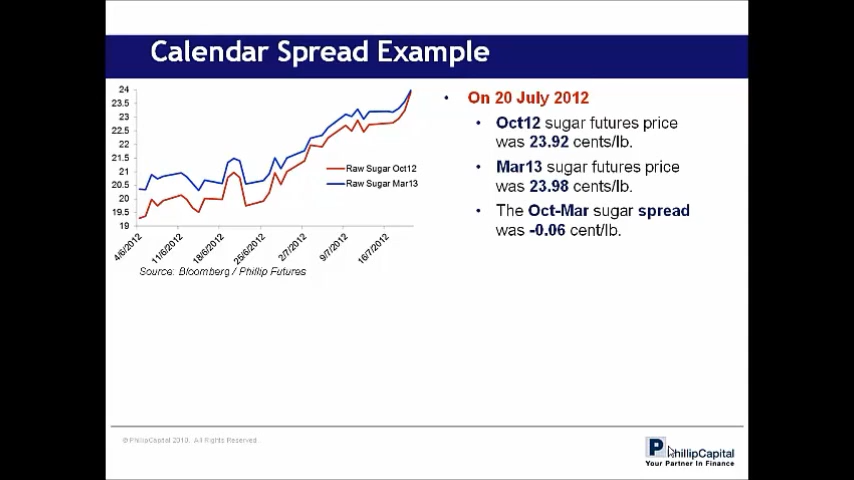 Calendar Spread Example
24
23.5
23
22.5
22
21.5
21
20.5
20
19.5
19
Raw Sugar Oct12
Raw Sugar Mar13
4/6/2012
11/6/2012
18/6/2012
25/6/2012
2/7/2012
9/7/2012
16/7/2012
Source: Bloomberg / Phillip Futures
• On 20 July 2012
• Oct12 sugar futures price
was 23.92 cents/lb.
• Mar13 sugar futures price
was 23.98 cents/lb.
• The Oct-Mar sugar spread
was -0.06 cent/lb.
© PhillipCapital 2010. All Rights Reserved.
P PhillipCapital
Your Partner In Finance